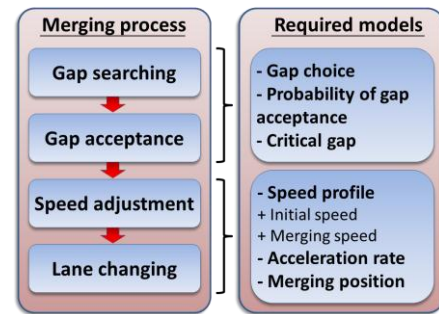 Merging process
Gap searching
Gap acceptance
Speed adjustment
Lane changing
Required models
- Gap choice
- Probability of gap
acceptance
- Critical gap
- Speed profile
+ Initial speed
+ Merging speed
- Acceleration rate
- Merging position